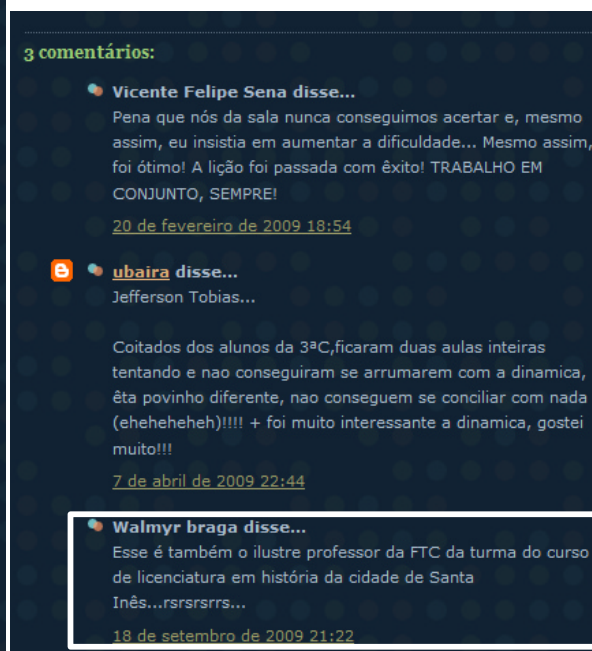 3 comentários:
Vicente Felipe Sena disse...
Pena que nós da sala nunca conseguimos acertar e, mesmo
assim, eu insistia em aumentar a dificuldade... Mesmo assim,
foi ótimo! A lição foi passada com êxito! TRABALHO EM
CONJUNTO, SEMPRE!
20 de fevereiro de 2009 18:54
ubaira disse...
Jefferson Tobias...
Coitados dos alunos da 3ªC,ficaram duas aulas inteiras
tentando e nao conseguiram se arrumarem com a dinamica,
êta povinho diferente, nao conseguem se conciliar com nada
(eheheheheh)!!!! + foi muito interessante a dinamica, gostei
muito!!!
7 de abril de 2009 22:44
Walmyr braga disse...
Esse é também o ilustre professor da FTC da turma do curso
de licenciatura em história da cidade de Santa
Inês...rsrsrsrrs...
18 de setembro de 2009 21:22